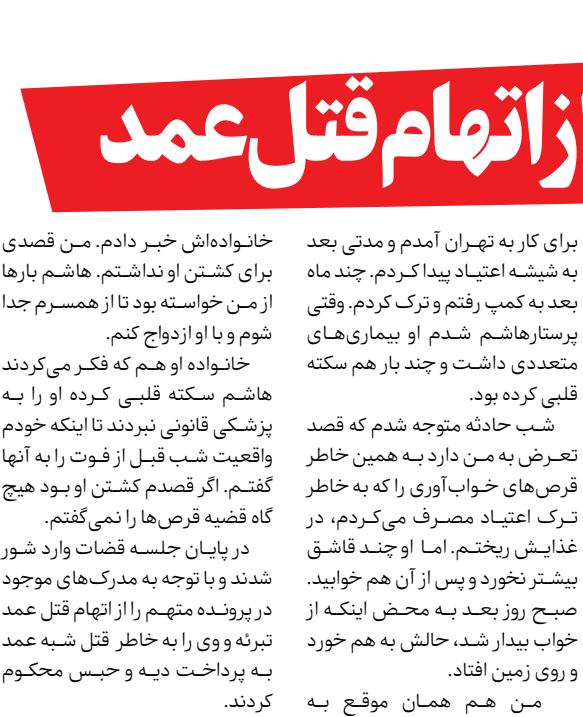 از اتهام قتل عمد
برای کار به تهران آمدم و مدتی بعد
به شیشه اعتیاد پیدا کردم. چند ماه
بعد به کمپ رفتم و ترک کردم. وقتی
پرستار هاشم شدم او بیماری‌های
متعددی داشت و چند بار هم سکته
قلبی کرده بود.
شب حادثه متوجه شدم که قصد
تعرض به من دارد به همین خاطر
قرص‌های خواب‌آوری را که به خاطر
ترک اعتیاد مصرف می‌کردم، در
غذایش ریختم. اما او چند قاشق
بیشتر نخورد و پس از آن هم خوابید.
صبح روز بعد به محض اینکه از
خواب بیدار شد، حالش به هم خورد
و روی زمین افتاد.
من هم همان موقع به
خانواده‌اش خبر دادم. من قصدی
برای کشتن او نداشتم. هاشم بارها
از من خواسته بود تا از همسرم جدا
شوم و با او ازدواج کنم.
خانواده او هم که فکر می‌کردند
هاشم سکته قلبی کرده او را به
پزشکی قانونی نبردند تا اینکه خودم
واقعیت شب قبل از فوت را به آنها
گفتم. اگر قصدم کشتن او بود هیچ
گاه قضیه قرص‌ها را نمی‌گفتم.
در پایان جلسه قضات وارد شور
شدند و با توجه به مدرک‌های موجود
در پرونده متهم را از اتهام قتل عمد
تبرئه و وی را به خاطر قتل شبه عمد
به پرداخت دیه و حبس محکوم
کردند.